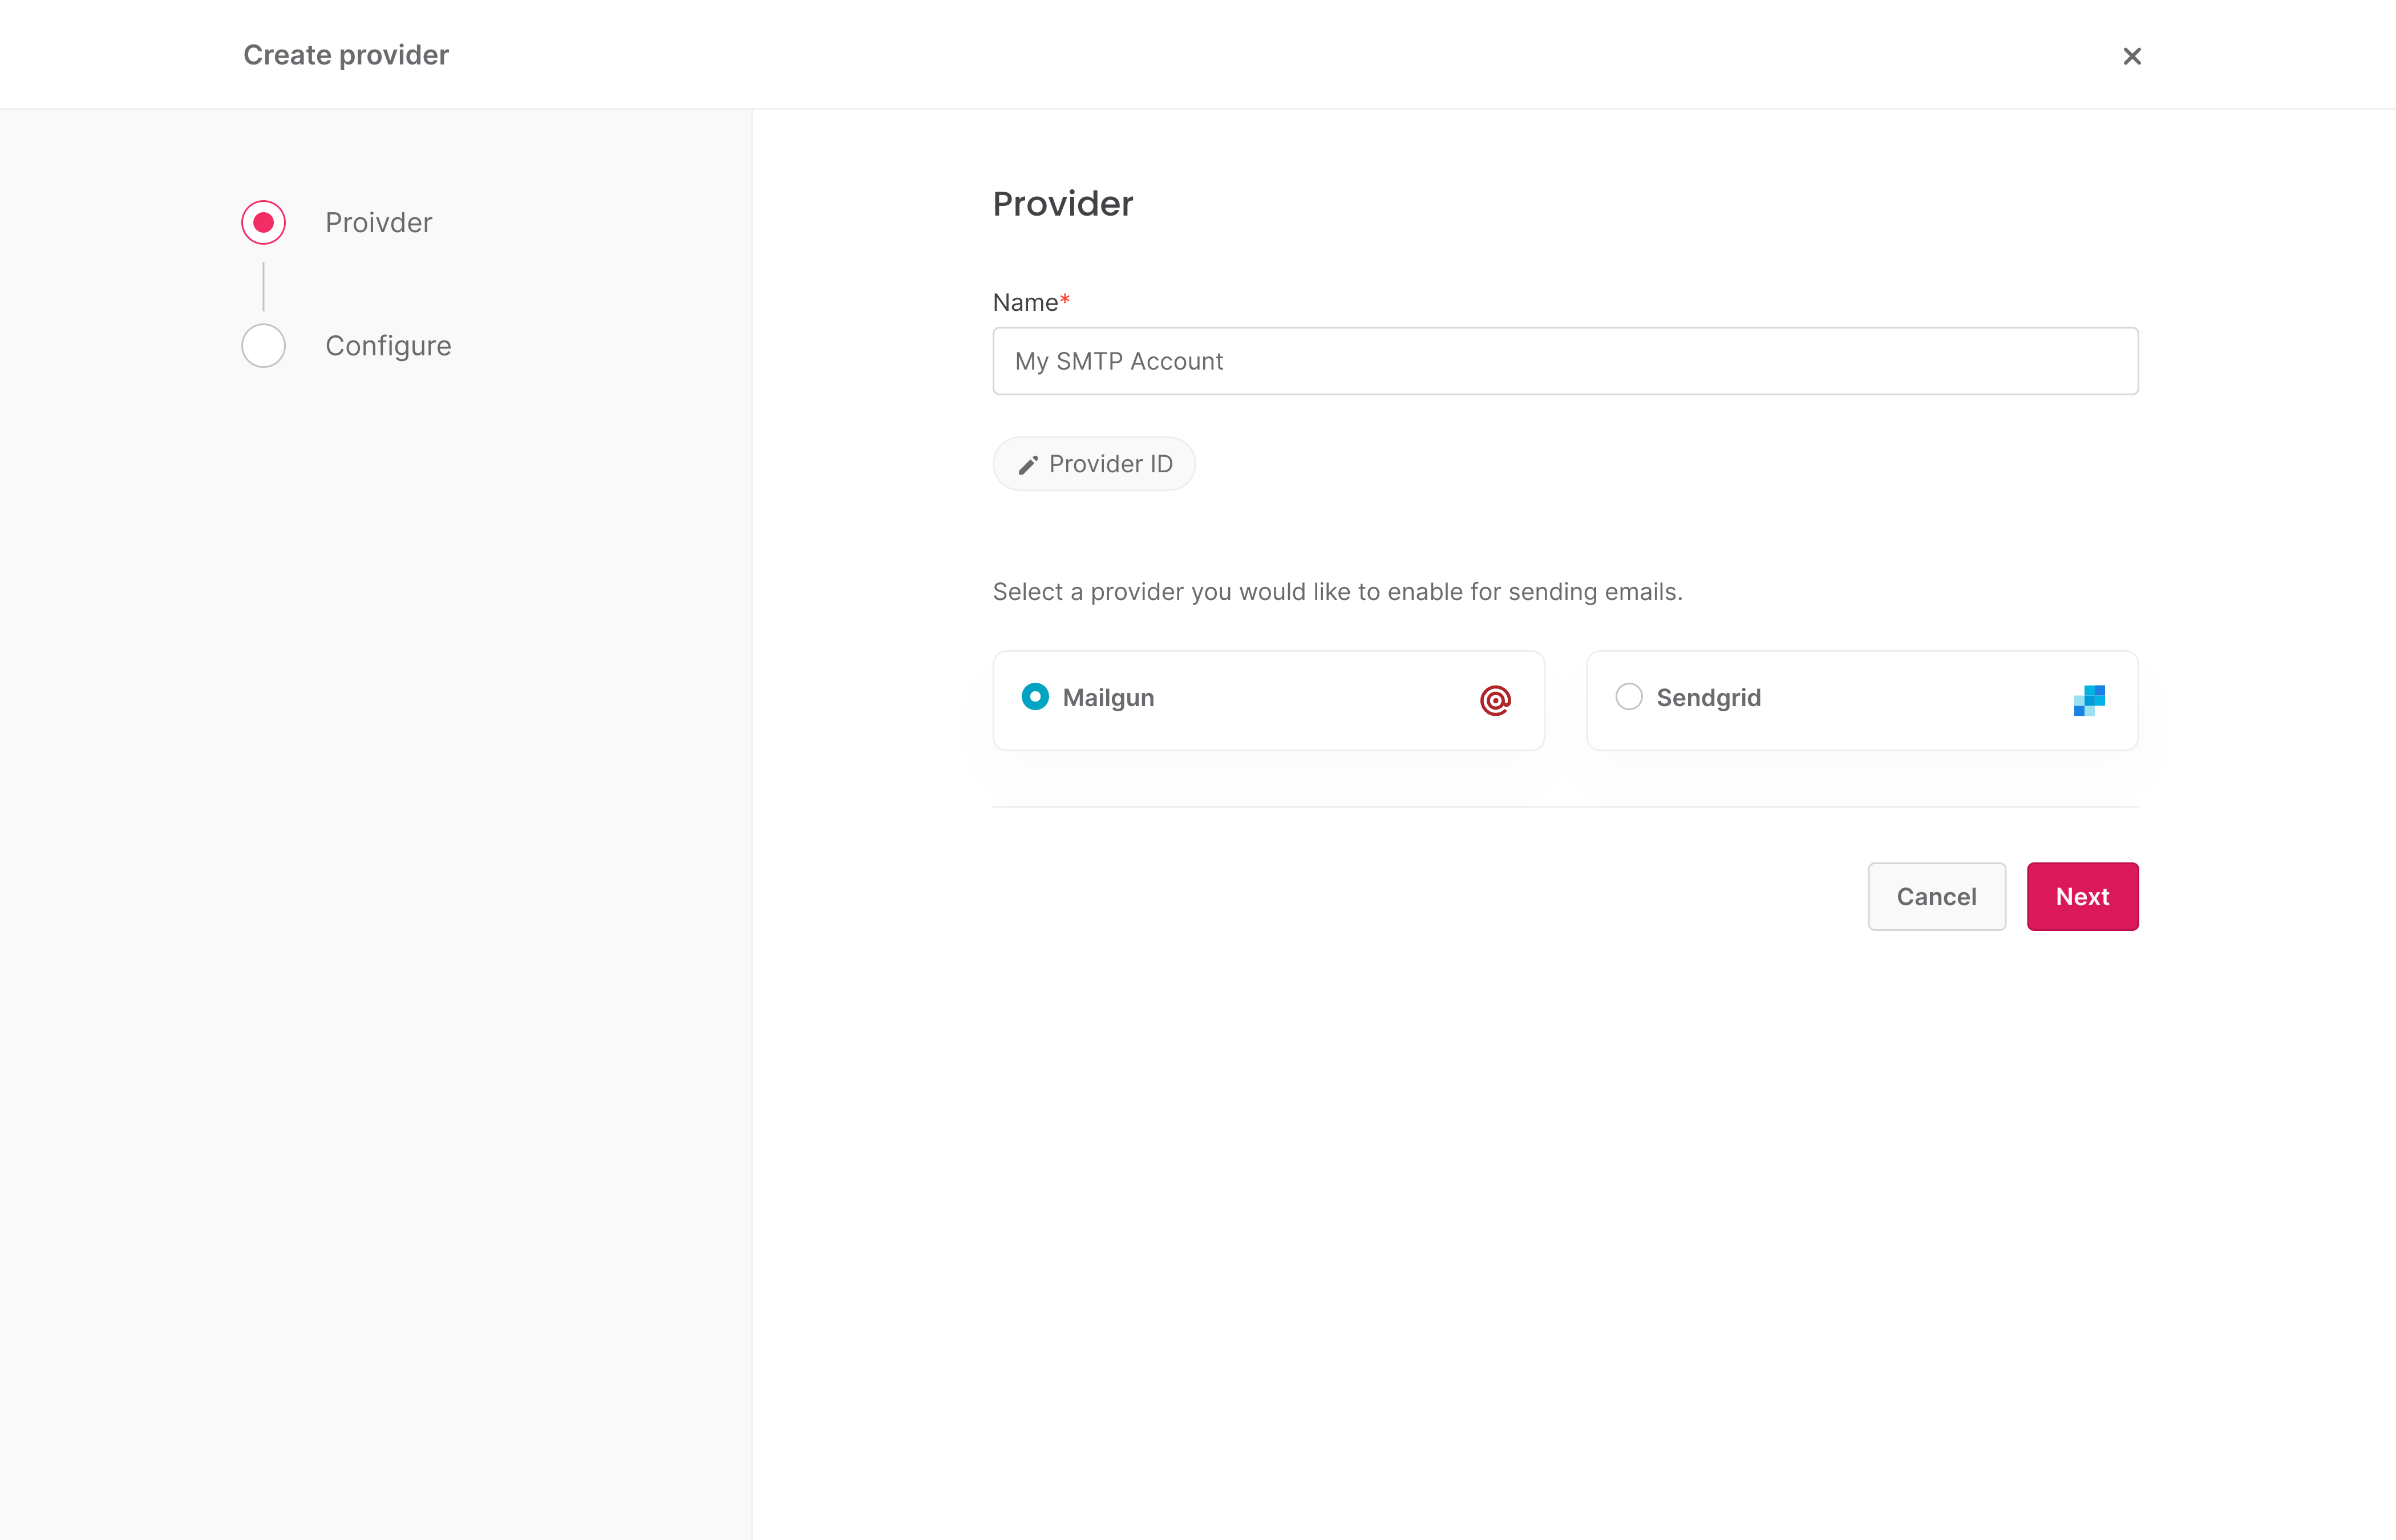 Create provider
Proivder
Configure
Provider
Name*
My SMTP Account
Provider ID
Select a provider you would like to enable for sending emails.
Mailgun
Sendgrid
Cancel
Next